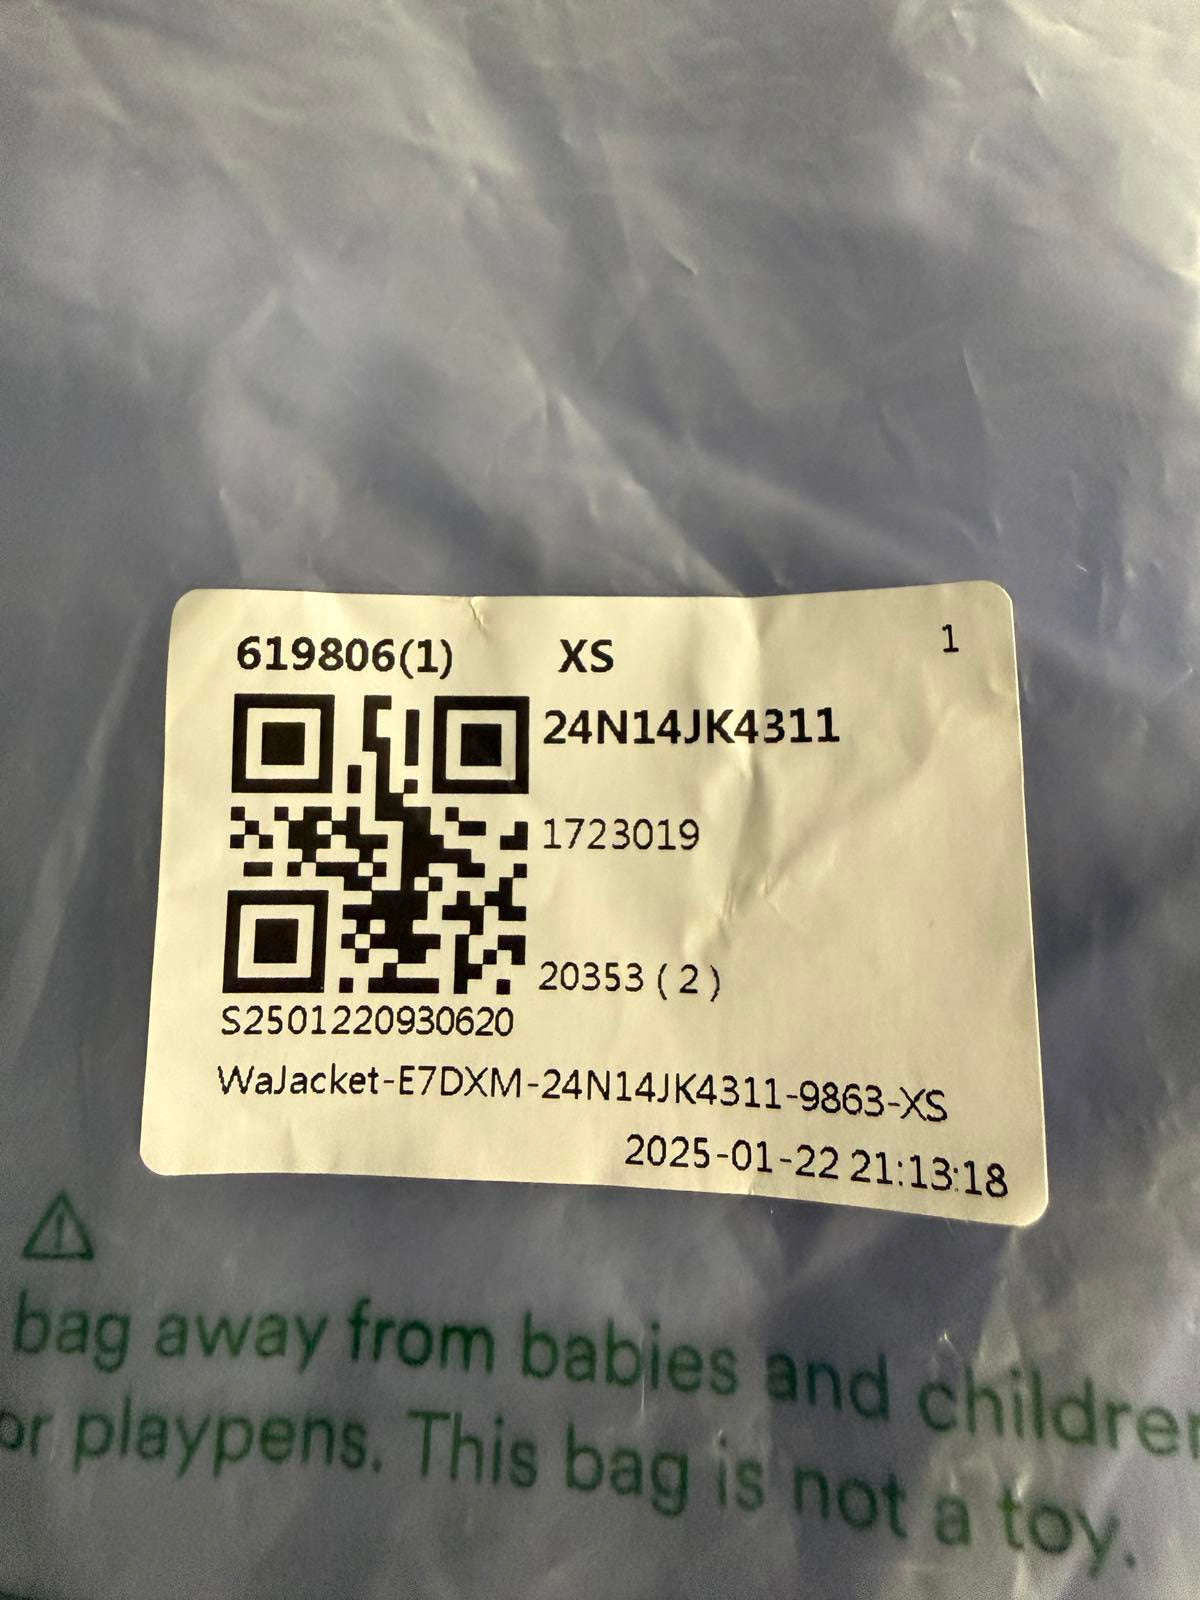 619806(1) XS 1
24N14JK4311
1723019
20353 ( 2 )
S2501220930620
WaJacket-E7DXM-24N14JK4311-9863-XS
2025-01-22 21:13:18
bag away from babies and children
or playpens. This bag is not a toy.